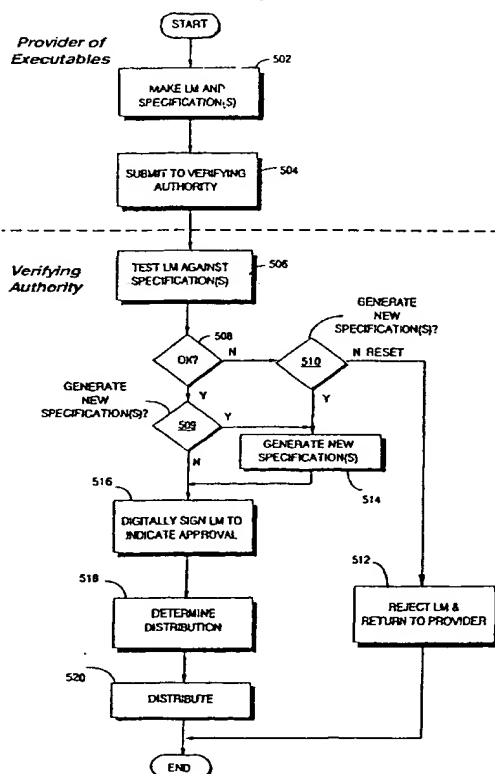 START
Provider of
Executables
502
MAKE LM AND
SPECIFICATION(S)
SUBMIT TO VERIFYING
AUTHORITY
504
Verifying
Authority
TEST LM AGAINST
SPECIFICATION(S)
506
GENERATE
NEW
SPECIFICATION(S)?
508
OK?
N
510
N RESET
GENERATE
NEW
SPECIFICATION(S)?
Y
Y
509
Y
GENERATE NEW
SPECIFICATION(S)
N
514
516
DIGITALLY SIGN LM TO
INDICATE APPROVAL
512
518
DETERMINE
DISTRIBUTION
REJECT LM &
RETURN TO PROVIDER
520
DISTRIBUTE
END